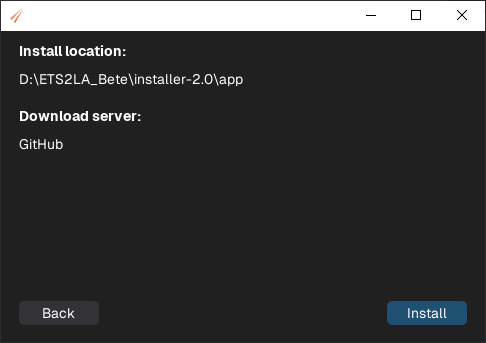 Install location:
D:\ETS2LA_Bete\installer-2.0\app
Download server:
GitHub
Back
Install